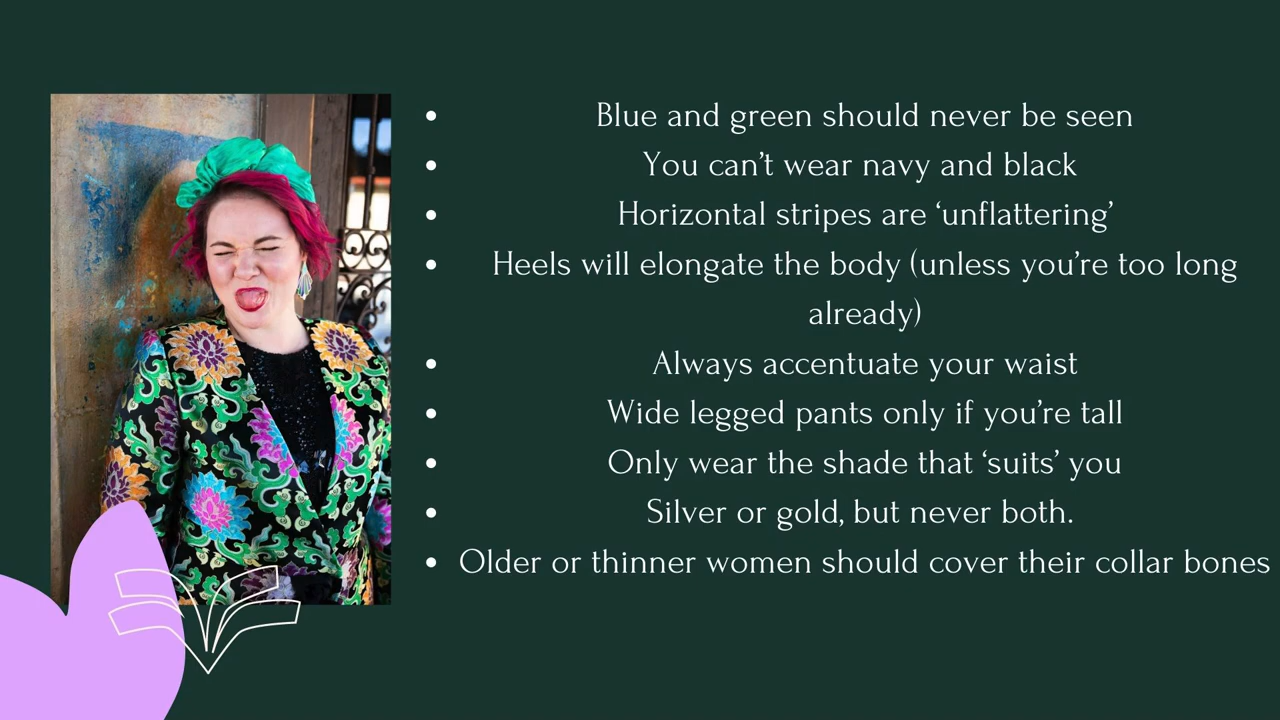 Blue and green should never be seen
You can’t wear navy and black
Horizontal stripes are ‘unflattering’
Heels will elongate the body (unless you’re too long
already)
Always accentuate your waist
Wide legged pants only if you’re tall
Only wear the shade that ‘suits’ you
Silver or gold, but never both.
Older or thinner women should cover their collar bones